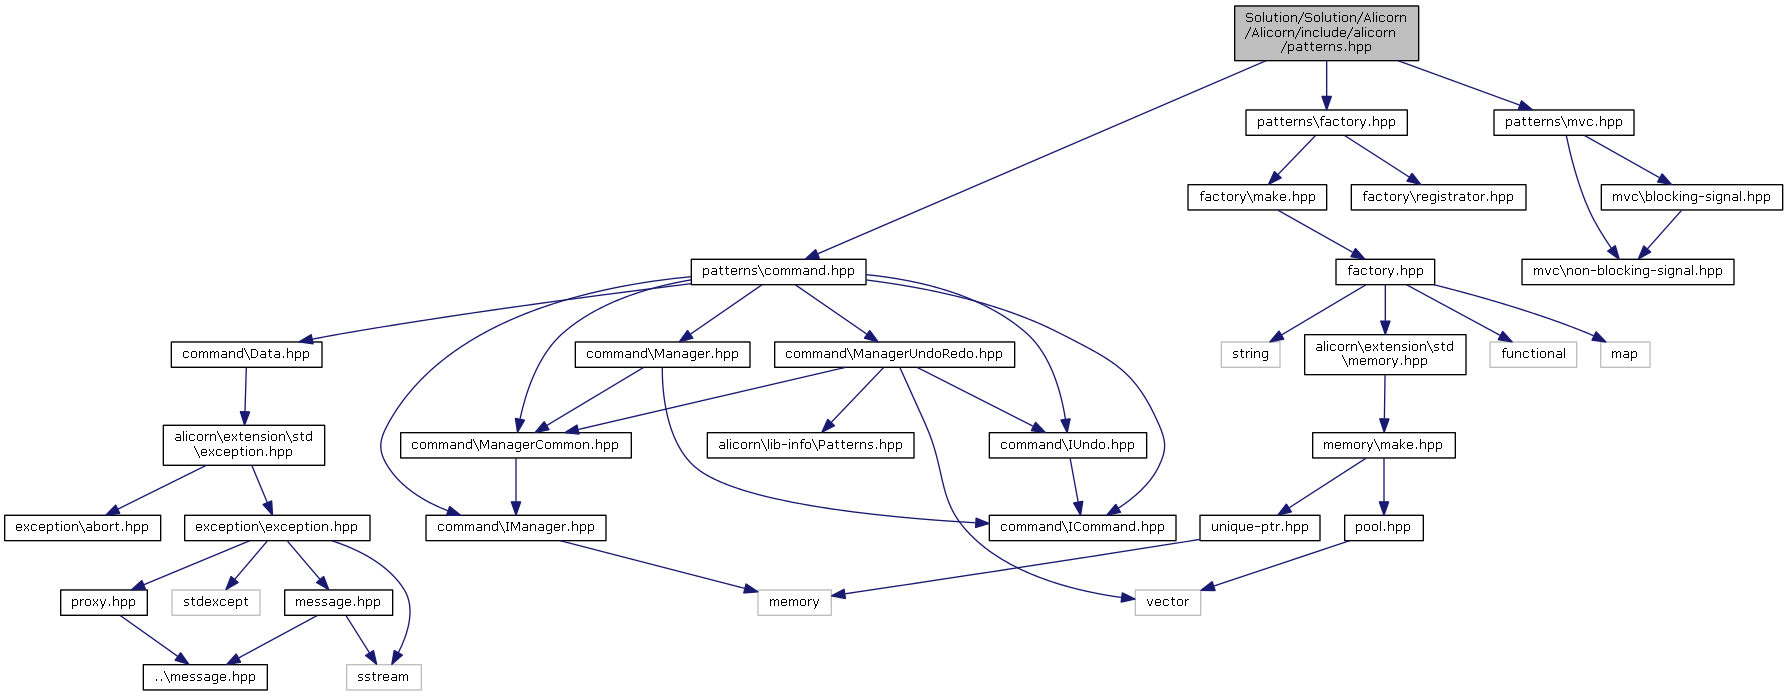 Solution/Solution/Alicorn
/Alicorn/include/alicorn
/patterns.hpp
patterns\factory.hpp
patterns\mvc.hpp
factory\make.hpp
factory\registrator.hpp
mvc\blocking-signal.hpp
patterns\command.hpp
factory.hpp
mvc\non-blocking-signal.hpp
command\Data.hpp
command\Manager.hpp
command\ManagerUndoRedo.hpp
string
alicorn\extension\std
\memory.hpp
functional
map
alicorn\extension\std
\exception.hpp
command\ManagerCommon.hpp
alicorn\lib-info\Patterns.hpp
command\IUndo.hpp
memory\make.hpp
exception\abort.hpp
exception\exception.hpp
command\IManager.hpp
command\ICommand.hpp
unique-ptr.hpp
pool.hpp
proxy.hpp
stdexcept
message.hpp
memory
vector
..\message.hpp
sstream